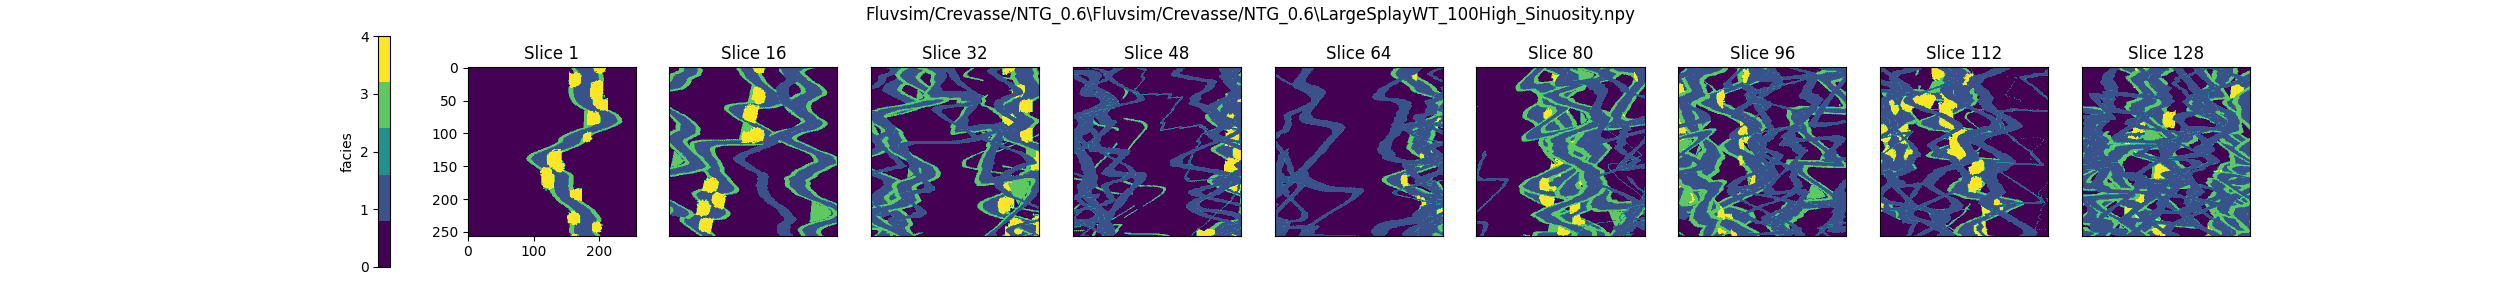 Fluvsim/Crevasse/NTG_0.6\Fluvsim/Crevasse/NTG_0.6\LargeSplayWT_100High_Sinuosity.npy
Slice 1 Slice 16 Slice 32 Slice 48 Slice 64 Slice 80 Slice 96 Slice 112 Slice 128
4
3
2
1
0
facies
0
50
100
150
200
250
0 100 200